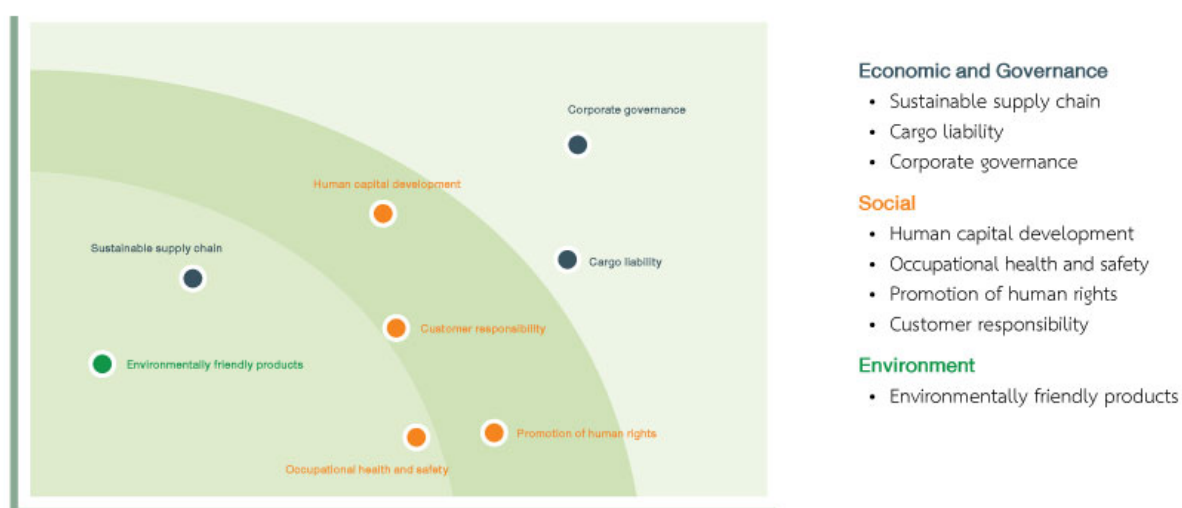 Corporate governance
Human capital development
Sustainable supply chain
Cargo liability
Customer responsibility
Environmentally friendly products
Promotion of human rights
Occupational health and safety
Economic and Governance
• Sustainable supply chain
• Cargo liability
• Corporate governance
Social
• Human capital development
• Occupational health and safety
• Promotion of human rights
• Customer responsibility
Environment
• Environmentally friendly products